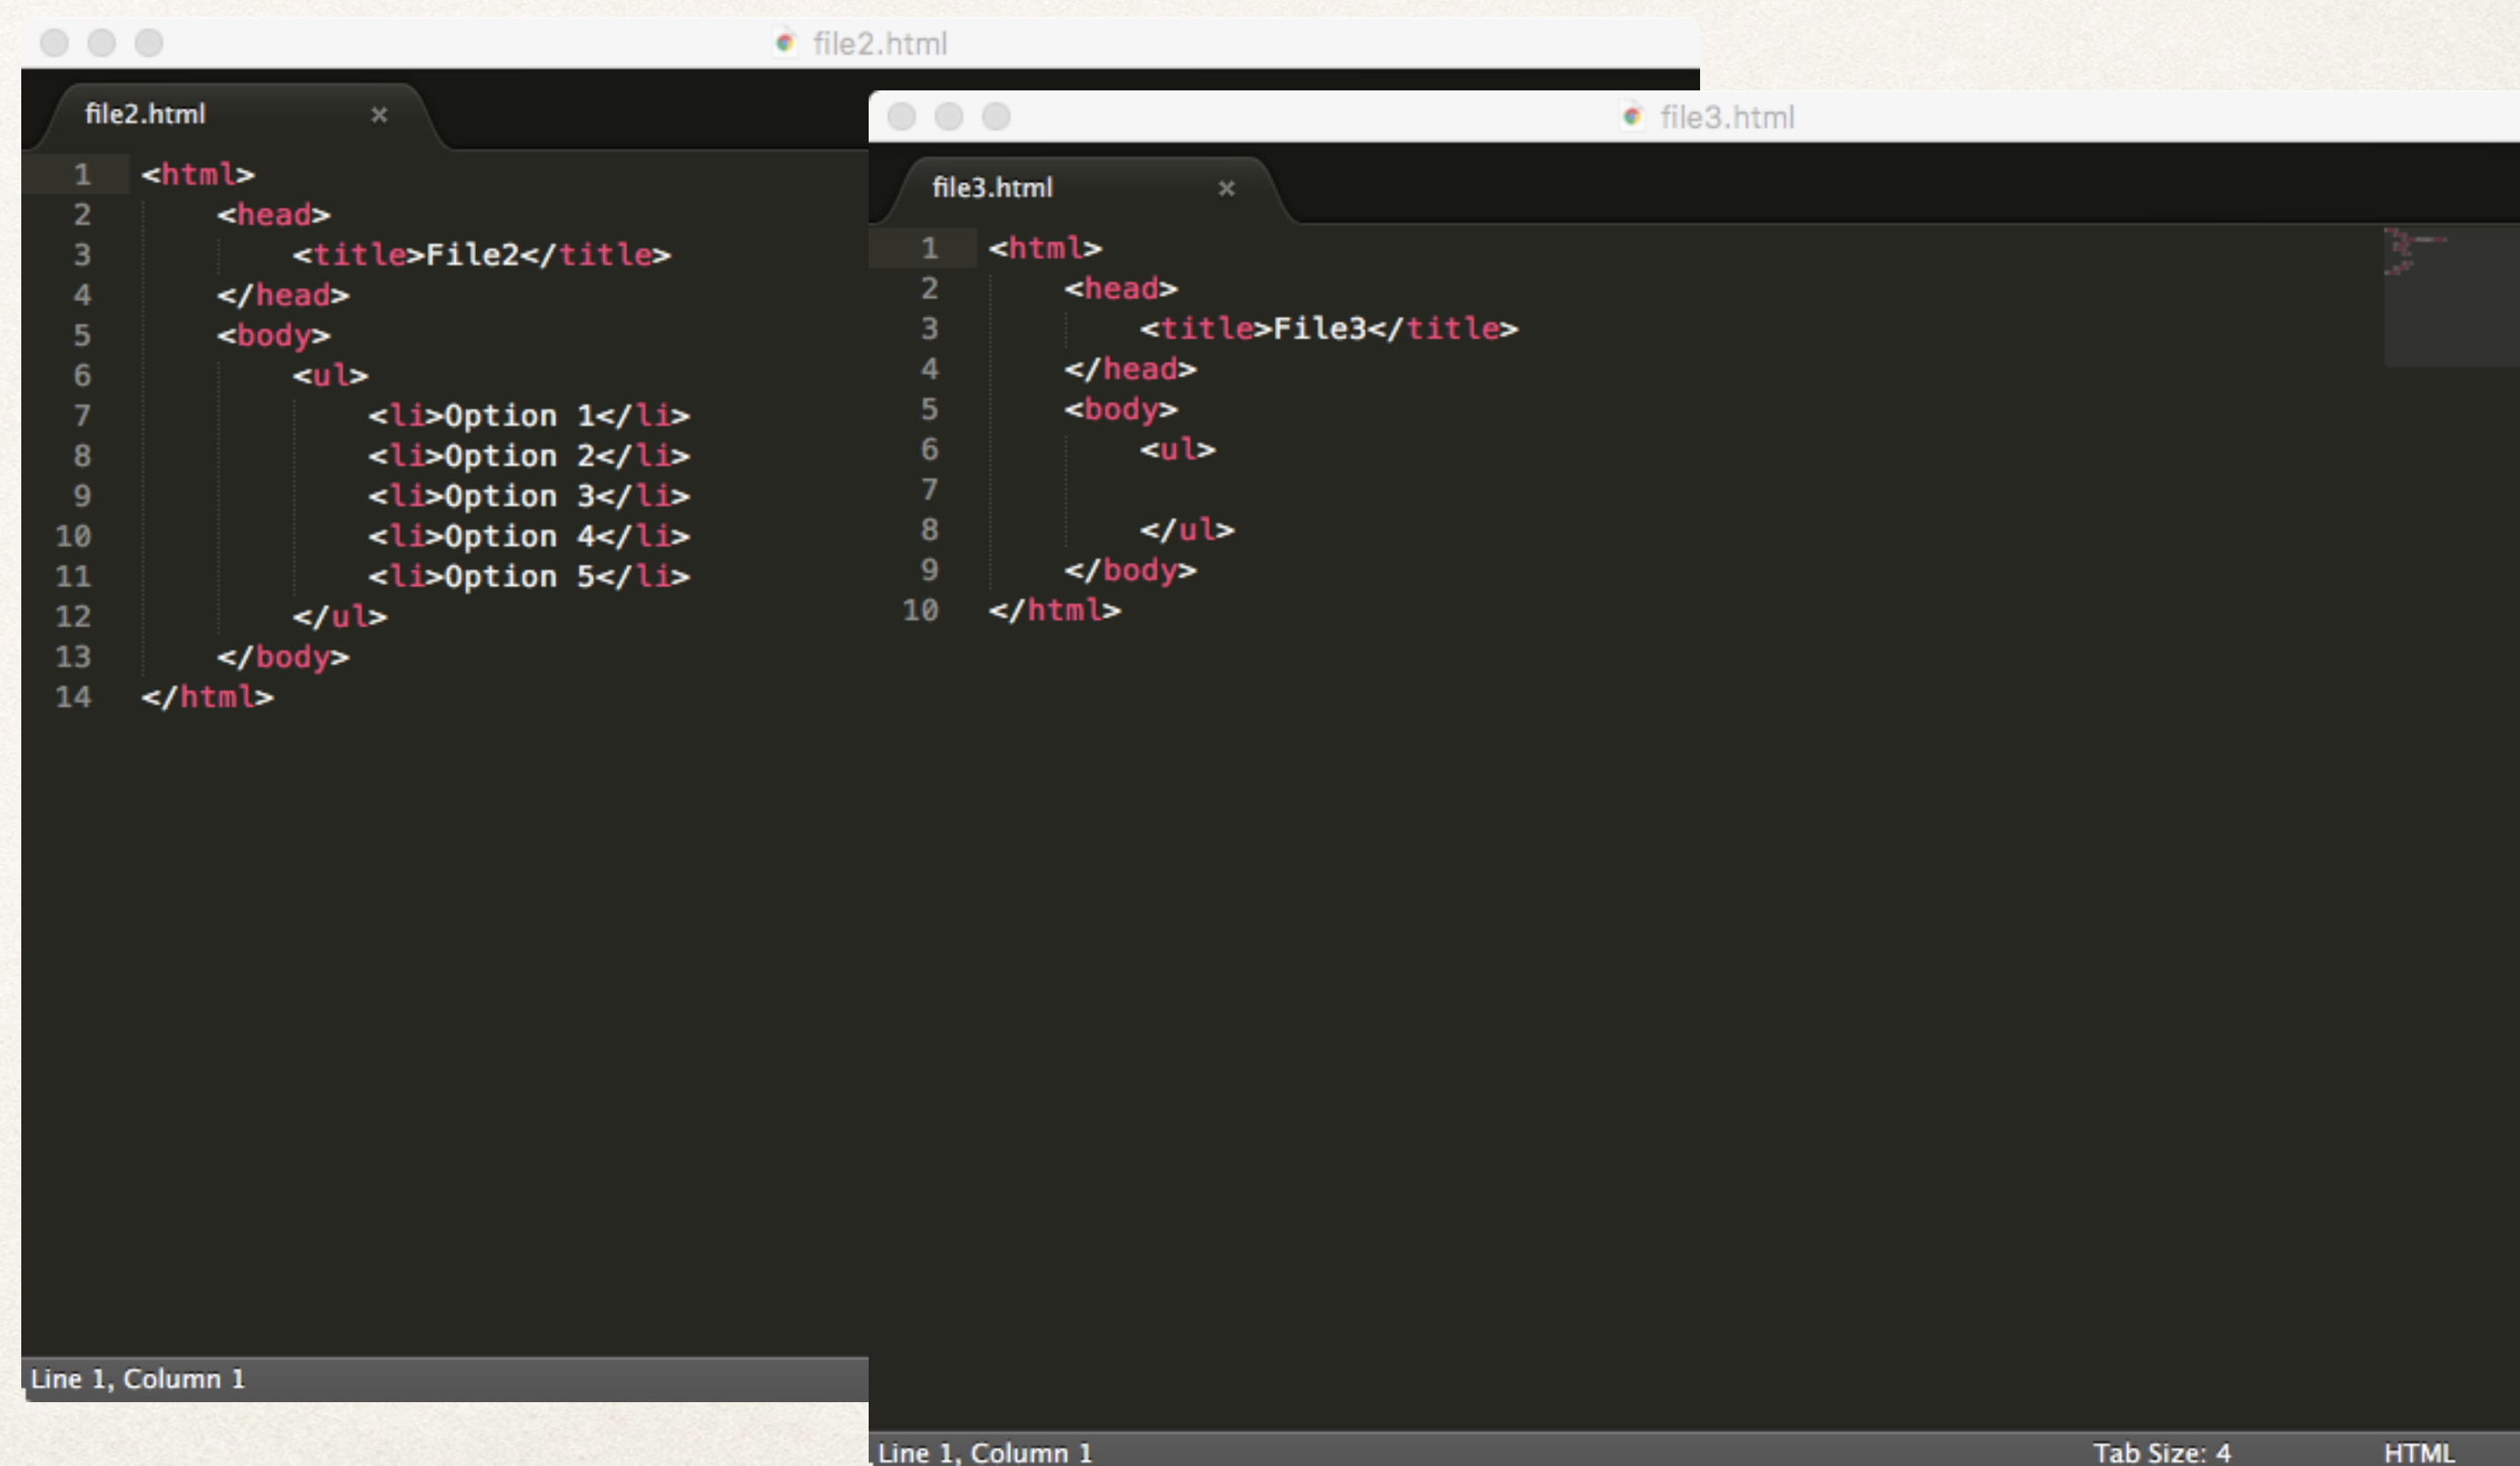 file2.html
file2.html ×
1 <html>
2     <head>
3         <title>File2</title>
4     </head>
5     <body>
6         <ul>
7             <li>Option 1</li>
8             <li>Option 2</li>
9             <li>Option 3</li>
10             <li>Option 4</li>
11             <li>Option 5</li>
12         </ul>
13     </body>
14 </html>
Line 1, Column 1
file3.html
file3.html ×
1 <html>
2     <head>
3         <title>File3</title>
4     </head>
5     <body>
6         <ul>
7
8         </ul>
9     </body>
10 </html>
Line 1, Column 1 Tab Size: 4 HTML